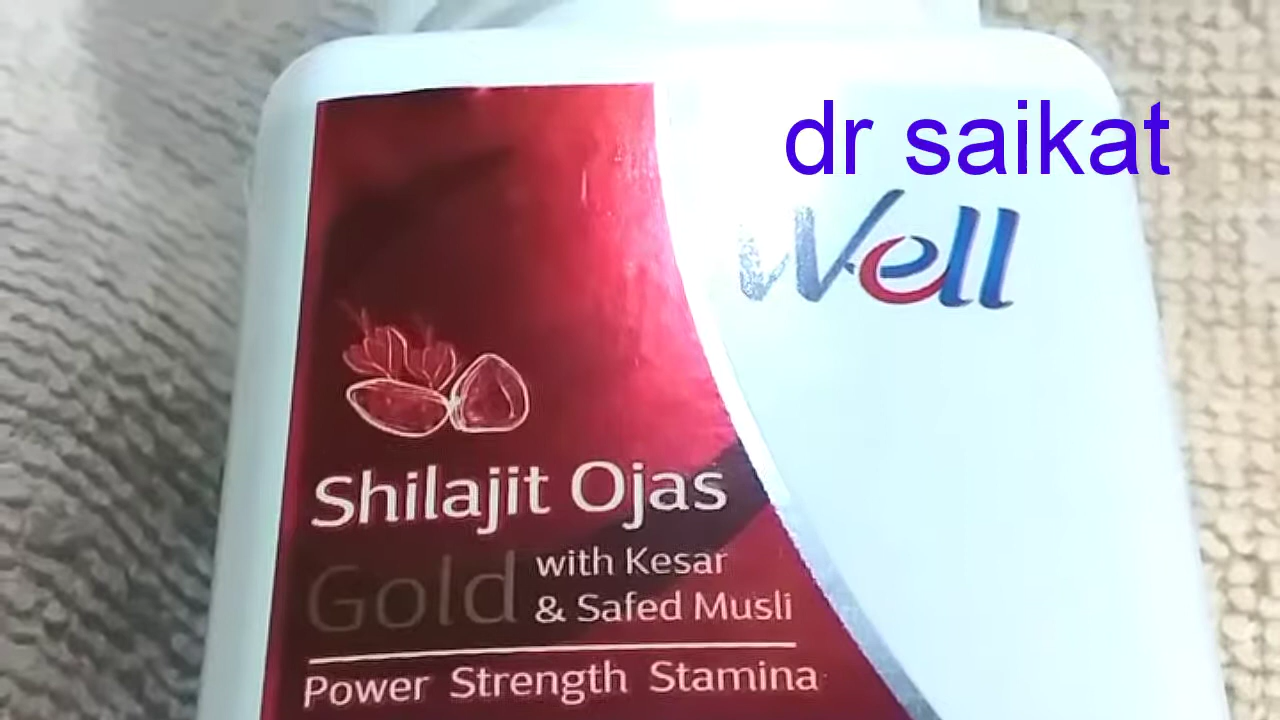 dr saikat
Well
Shilajit Ojas
Gold with Kesar
& Safed Musli
Power Strength Stamina